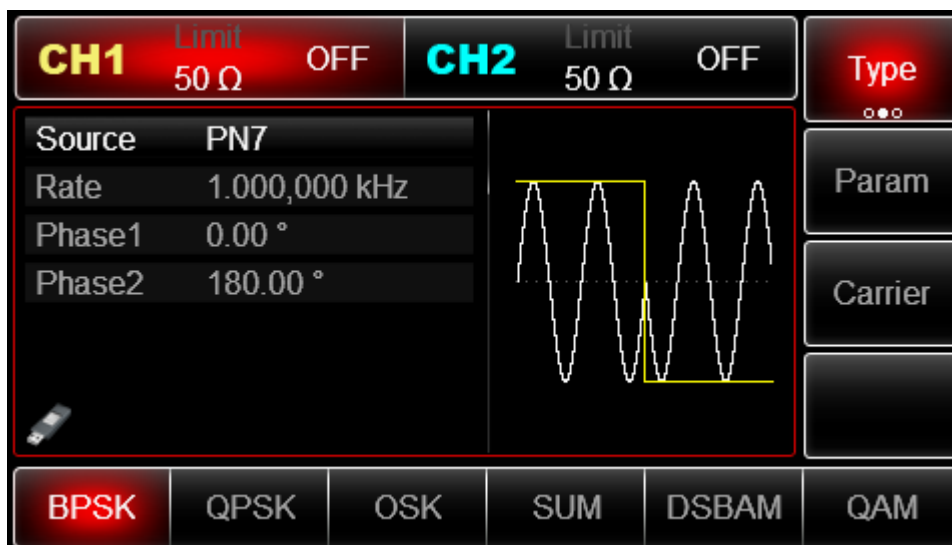 CH1 Limit 50 Ω OFF CH2 Limit 50 Ω OFF
Type
Source PN7
Rate 1.000,000 kHz
Phase1 0.00 °
Phase2 180.00 °
Param
Carrier
BPSK QPSK OSK SUM DSBAM QAM